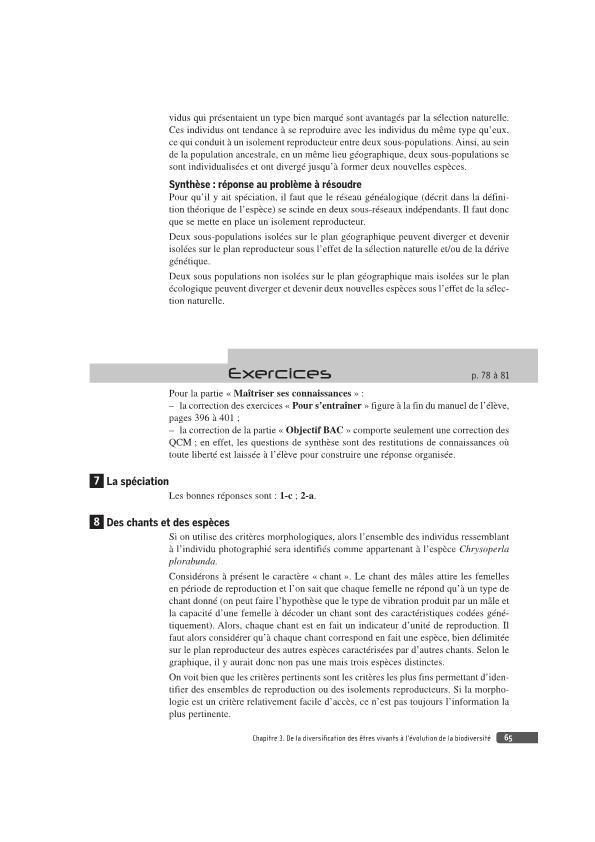 vidus qui présentaient un type bien marqué sont avantagés par la sélection naturelle.
Ces individus ont tendance à se reproduire avec les individus du même type qu'eux,
ce qui conduit à un isolement reproducteur entre deux sous-populations. Ainsi, au sein
de la population ancestrale, en un même lieu géographique, deux sous-populations se
sont individualisées et ont divergé jusqu'à former deux nouvelles espèces.
Synthèse : réponse au problème à résoudre
Pour qu'il y ait spéciation, il faut que le réseau généalogique (décrit dans la défini-
tion théorique de l'espèce) se scinde en deux sous-réseaux indépendants. Il faut donc
que se mette en place un isolement reproducteur.
Deux sous-populations isolées sur le plan géographique peuvent diverger et devenir
isolées sur le plan reproducteur sous l'effet de la sélection naturelle et/ou de la dérive
génétique.
Deux sous populations non isolées sur le plan géographique mais isolées sur le plan
écologique peuvent diverger et devenir deux nouvelles espèces sous l'effet de la sélec-
tion naturelle.
Exercices p. 78 à 81
Pour la partie « Maîtriser ses connaissances » :
– la correction des exercices « Pour s'entraîner » figure à la fin du manuel de l'élève,
pages 396 à 401 ;
– la correction de la partie « Objectif BAC » comporte seulement une correction des
QCM ; en effet, les questions de synthèse sont des restitutions de connaissances où
toute liberté est laissée à l'élève pour construire une réponse organisée.
7 La spéciation
Les bonnes réponses sont : 1-c ; 2-a.
8 Des chants et des espèces
Si on utilise des critères morphologiques, alors l'ensemble des individus ressemblant
à l'individu photographié sera identifiés comme appartenant à l'espèce Chrysoperla
plorabunda.
Considérons à présent le caractère « chant ». Le chant des mâles attire les femelles
en période de reproduction et l'on sait que chaque femelle ne répond qu'à un type de
chant donné (on peut faire l'hypothèse que le type de vibration produit par un mâle et
la capacité d'une femelle à décoder un chant sont des caractéristiques codées géné-
tiquement). Alors, chaque chant est en fait un indicateur d'unité de reproduction. Il
faut alors considérer qu'à chaque chant correspond en fait une espèce, bien délimitée
sur le plan reproducteur des autres espèces caractérisées par d'autres chants. Selon le
graphique, il y aurait donc non pas une mais trois espèces distinctes.
On voit bien que les critères pertinents sont les critères les plus fins permettant d'iden-
tifier des ensembles de reproduction ou des isolements reproducteurs. Si la morpho-
logie est un critère relativement facile d'accès, ce n'est pas toujours l'information la
plus pertinente.
Chapitre 3. De la diversification des êtres vivants à l'évolution de la biodiversité 65